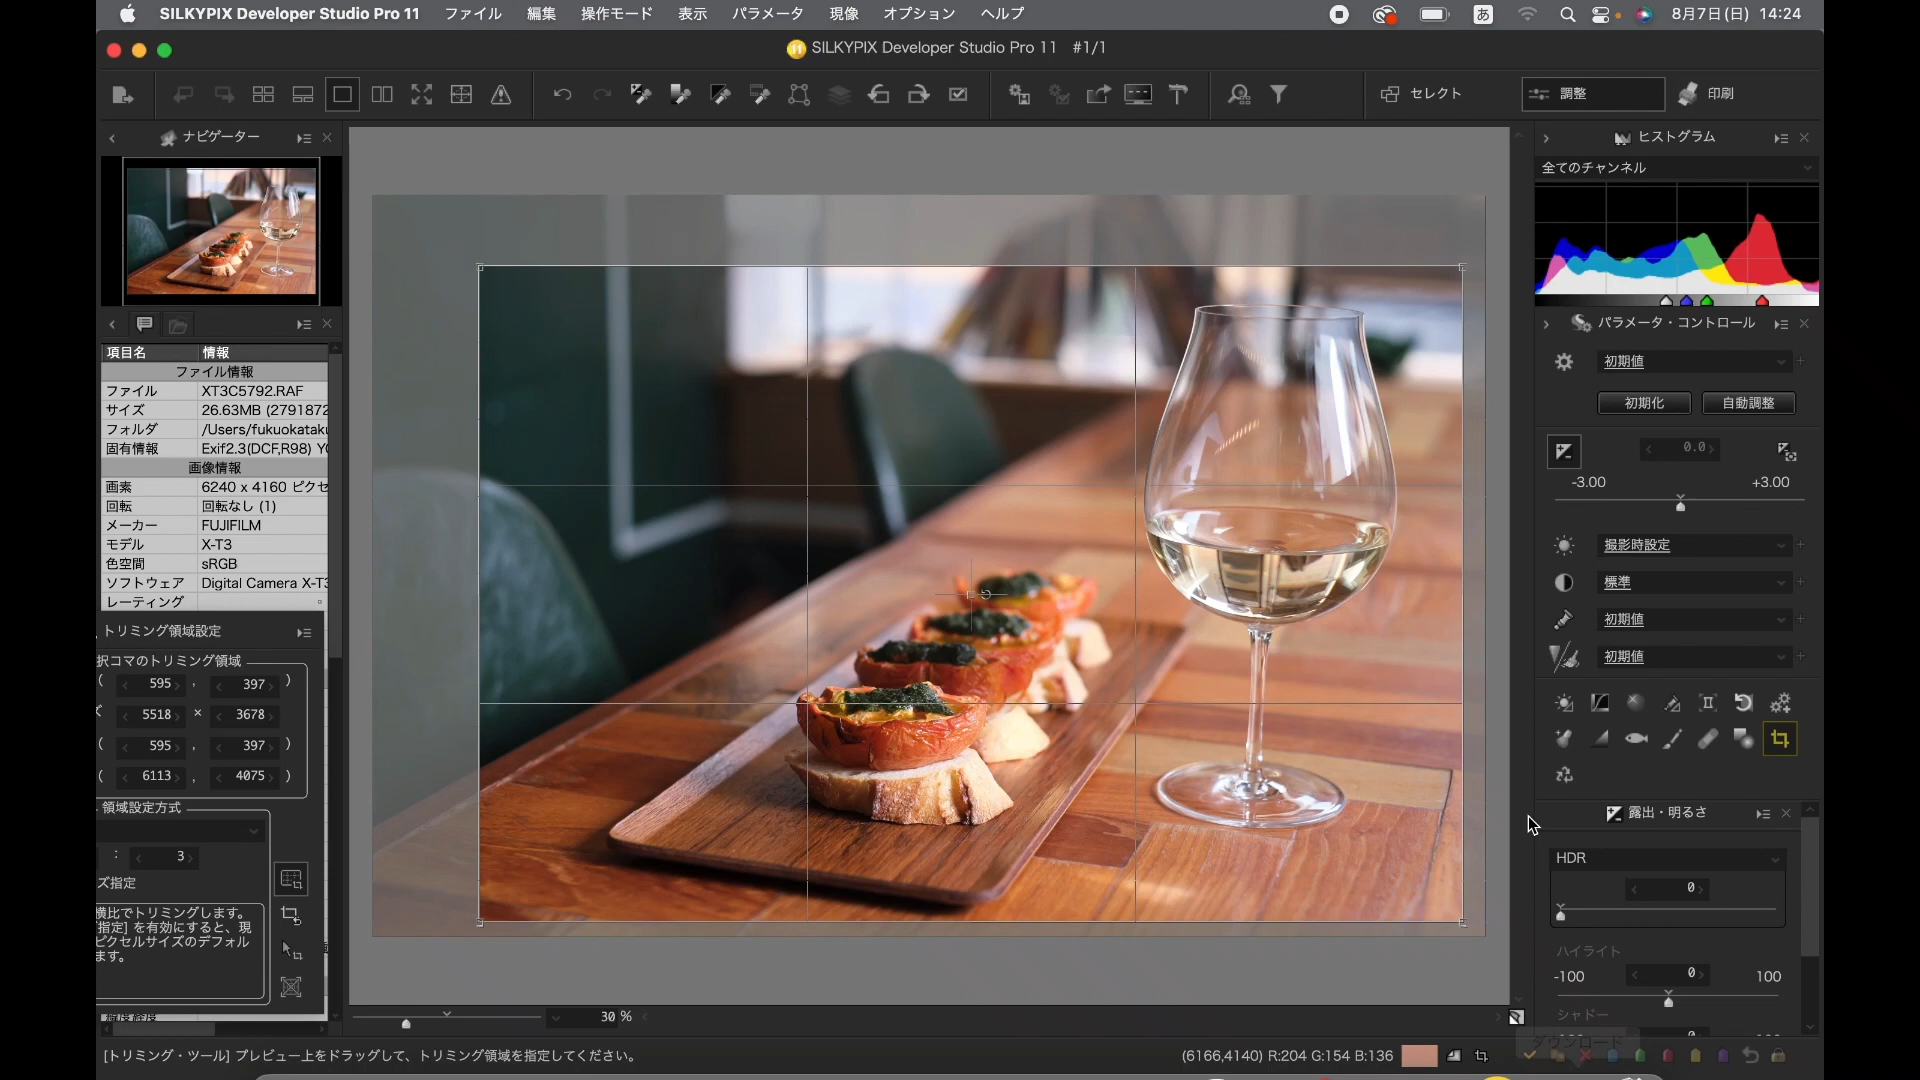 SILKYPIX Developer Studio Pro 11 ファイル 編集 操作モード 表示 パラメータ 現像 オプション ヘルプ あ 8月7日(日) 14:24
SILKYPIX Developer Studio Pro 11 #1/1
セレクト 調整 印刷
ナビゲーター
ヒストグラム
全てのチャンネル
パラメータ・コントロール
項目名 情報
ファイル情報
ファイル XT3C5792.RAF
サイズ 26.63MB (2791872
フォルダ /Users/fukuokataku
固有情報 Exif2.3(DCF,R98) Y
画像情報
画素 6240 x 4160 ピクセ
回転 回転なし (1)
メーカー FUJIFILM
モデル X-T3
色空間 sRGB
ソフトウェア Digital Camera X-T3
レーティング
トリミング領域設定
択コマのトリミング領域
( 595 , 397 )
ズ 5518 × 3678
( 595 , 397 )
( 6113 , 4075 )
領域設定方式
: 3
ズ指定
横比でトリミングします。
指定] を有効にすると、現
ピクセルサイズのデフォル
ます。
初期値
初期化 自動調整
0.0
-3.00 +3.00
撮影時設定
標準
初期値
初期値
露出・明るさ
HDR
0
ハイライト
-100 0 100
シャドー
30 %
[トリミング・ツール] プレビュー上をドラッグして、トリミング領域を指定してください。
(6166,4140) R:204 G:154 B:136
ダウンロード